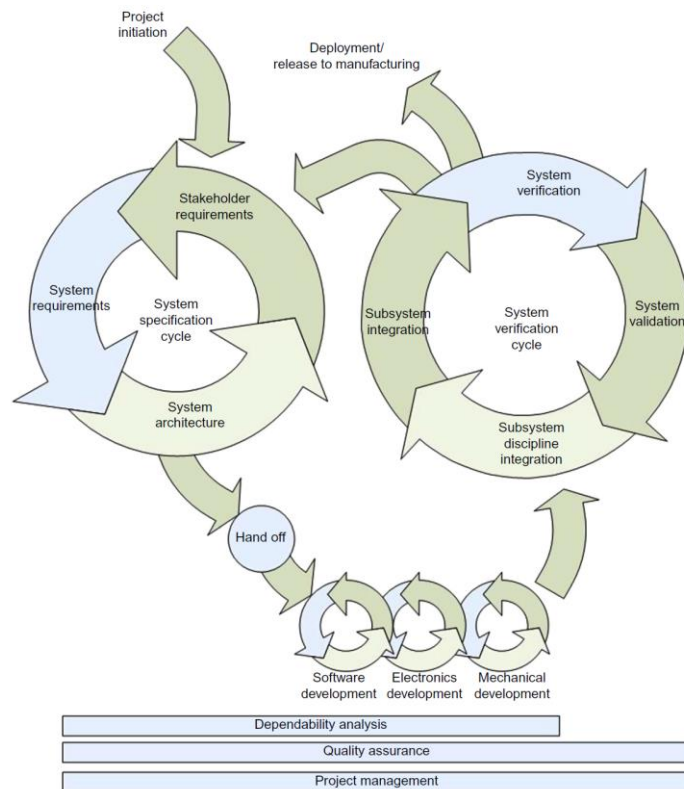 Project
initiation
Deployment/
release to manufacturing
Stakeholder
requirements
System
requirements
System
specification
cycle
System
architecture
System
verification
Subsystem
integration
System
verification
cycle
System
validation
Subsystem
discipline
integration
Hand off
Software
development
Electronics
development
Mechanical
development
Dependability analysis
Quality assurance
Project management